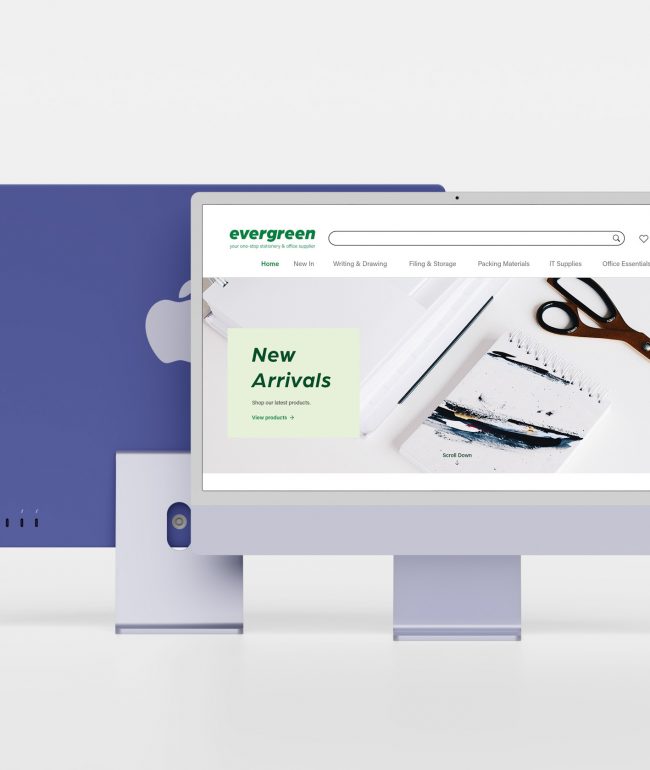 evergreen
your one-stop stationery & office supplier
Home New In Writing & Drawing Filing & Storage Packing Materials IT Supplies Office Essentials
New
Arrivals
Shop our latest products.
View products →
Scroll Down
↓